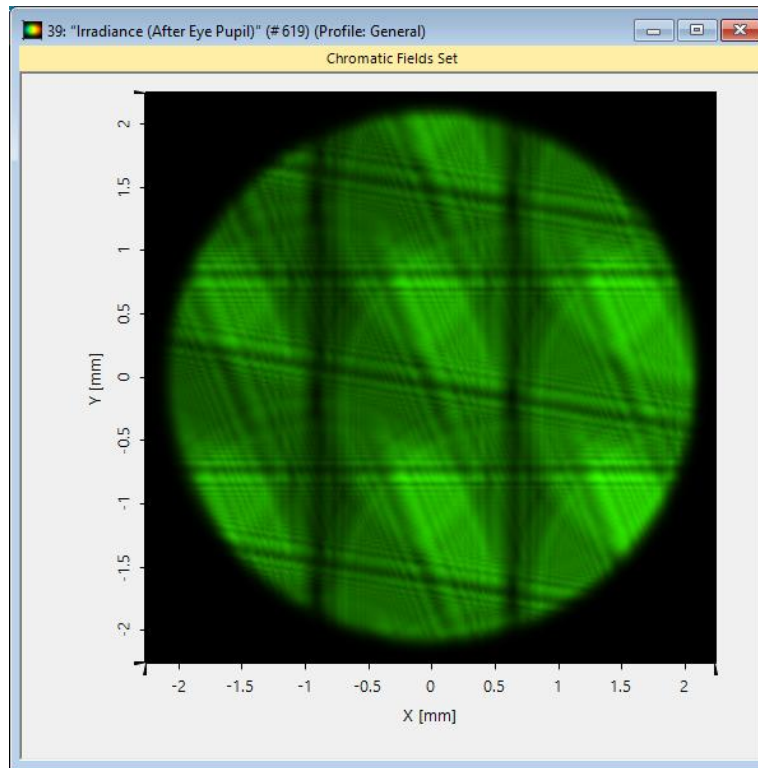 39: "Irradiance (After Eye Pupil)" (# 619) (Profile: General)
Chromatic Fields Set
2
1.5
1
0.5
0
-0.5
-1
-1.5
-2
Y [mm]
-2 -1.5 -1 -0.5 0 0.5 1 1.5 2
X [mm]